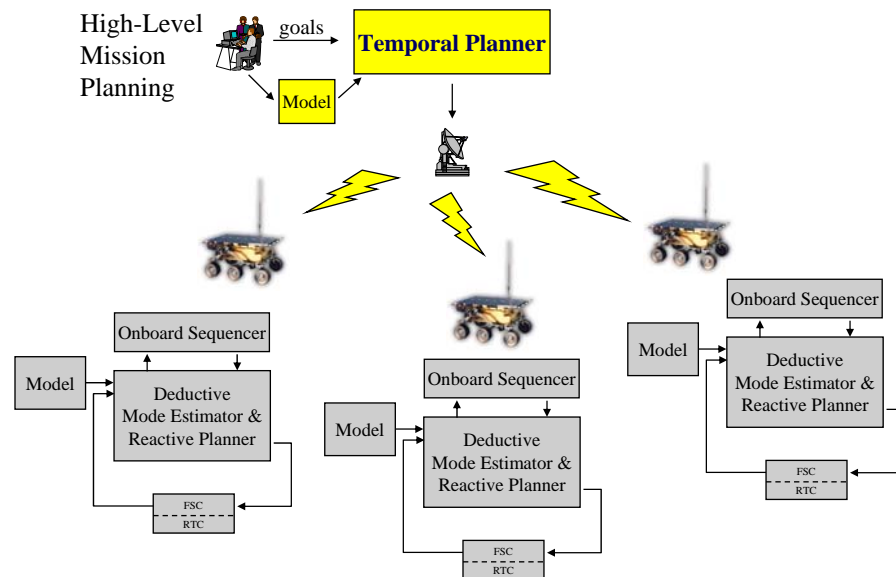 High-Level
Mission
Planning
goals
Temporal Planner
Model
Onboard Sequencer
Model
Deductive
Mode Estimator &
Reactive Planner
FSC
RTC
Onboard Sequencer
Model
Deductive
Mode Estimator &
Reactive Planner
FSC
RTC
Onboard Sequencer
Model
Deductive
Mode Estimator &
Reactive Planner
FSC
RTC